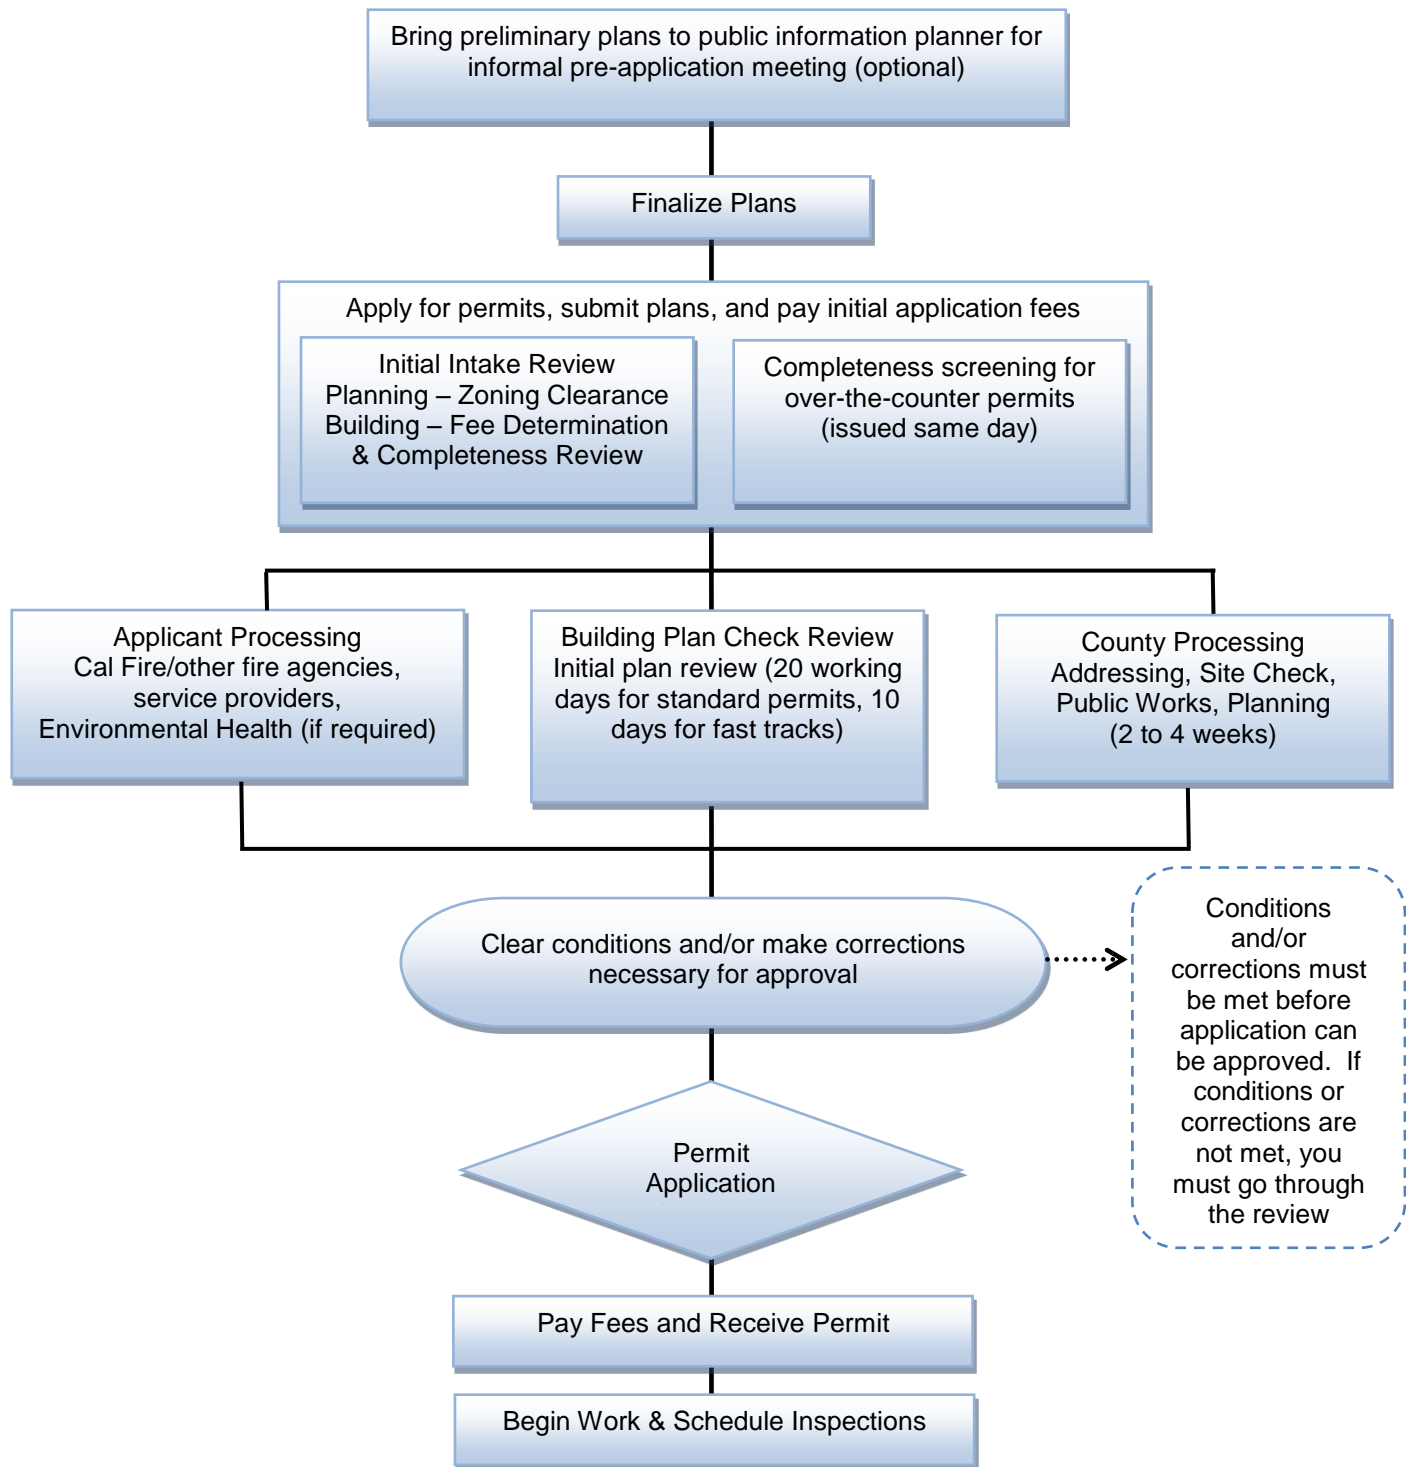 Bring preliminary plans to public information planner for
informal pre-application meeting (optional)
Finalize Plans
Apply for permits, submit plans, and pay initial application fees
Initial Intake Review
Planning – Zoning Clearance
Building – Fee Determination
& Completeness Review
Completeness screening for
over-the-counter permits
(issued same day)
Applicant Processing
Cal Fire/other fire agencies,
service providers,
Environmental Health (if required)
Building Plan Check Review
Initial plan review (20 working
days for standard permits, 10
days for fast tracks)
County Processing
Addressing, Site Check,
Public Works, Planning
(2 to 4 weeks)
Clear conditions and/or make corrections
necessary for approval
Conditions
and/or
corrections must
be met before
application can
be approved.  If
conditions or
corrections are
not met, you
must go through
the review
Permit
Application
Pay Fees and Receive Permit
Begin Work & Schedule Inspections